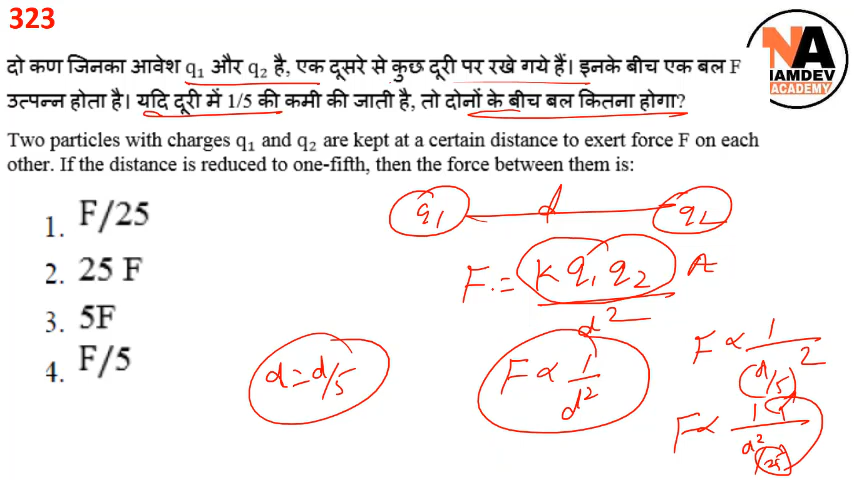 323
NA
IAMDEV
ACADEMY
दो कण जिनका आवेश q₁ और q₂ है, एक दूसरे से कुछ दूरी पर रखे गये हैं। इनके बीच एक बल F
उत्पन्न होता है। यदि दूरी में 1/5 की कमी की जाती है, तो दोनों के बीच बल कितना होगा?
Two particles with charges q₁ and q₂ are kept at a certain distance to exert force F on each
other. If the distance is reduced to one-fifth, then the force between them is:
1. F/25
2. 25 F
3. 5F
4. F/5
q₁ d q₂
F = K q₁ q₂ / d²
d = d/5
F ∝ 1/d²
F ∝ 1/(d/5)²
F ∝ 1/d²